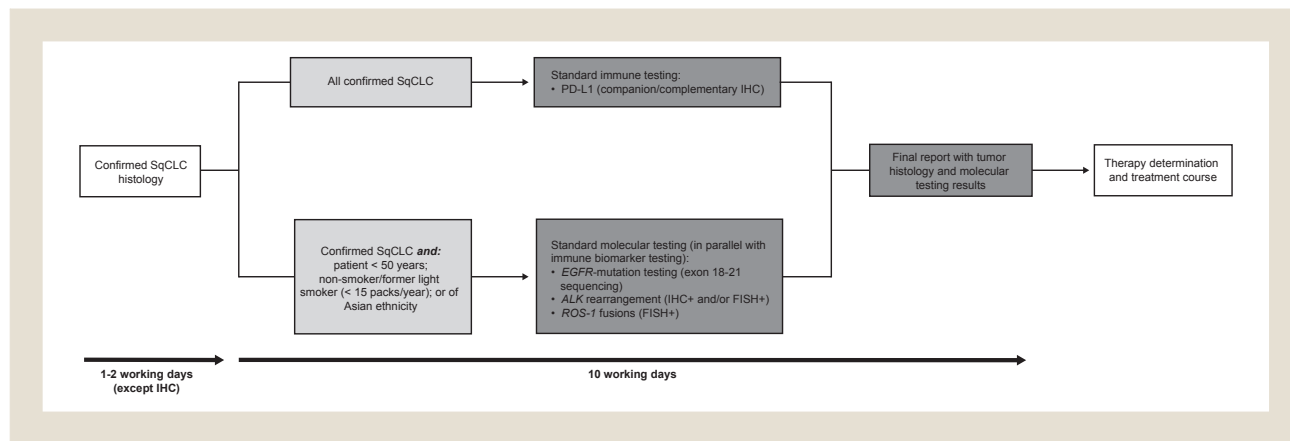 All confirmed SqCLC
Standard immune testing:
• PD-L1 (companion/complementary IHC)
Confirmed SqCLC
histology
Final report with tumor
histology and molecular
testing results
Therapy determination
and treatment course
Confirmed SqCLC and:
patient < 50 years;
non-smoker/former light
smoker (< 15 packs/year); or of
Asian ethnicity
Standard molecular testing (in parallel with
immune biomarker testing):
• EGFR-mutation testing (exon 18-21
sequencing)
• ALK rearrangement (IHC+ and/or FISH+)
• ROS-1 fusions (FISH+)
1-2 working days
(except IHC)
10 working days